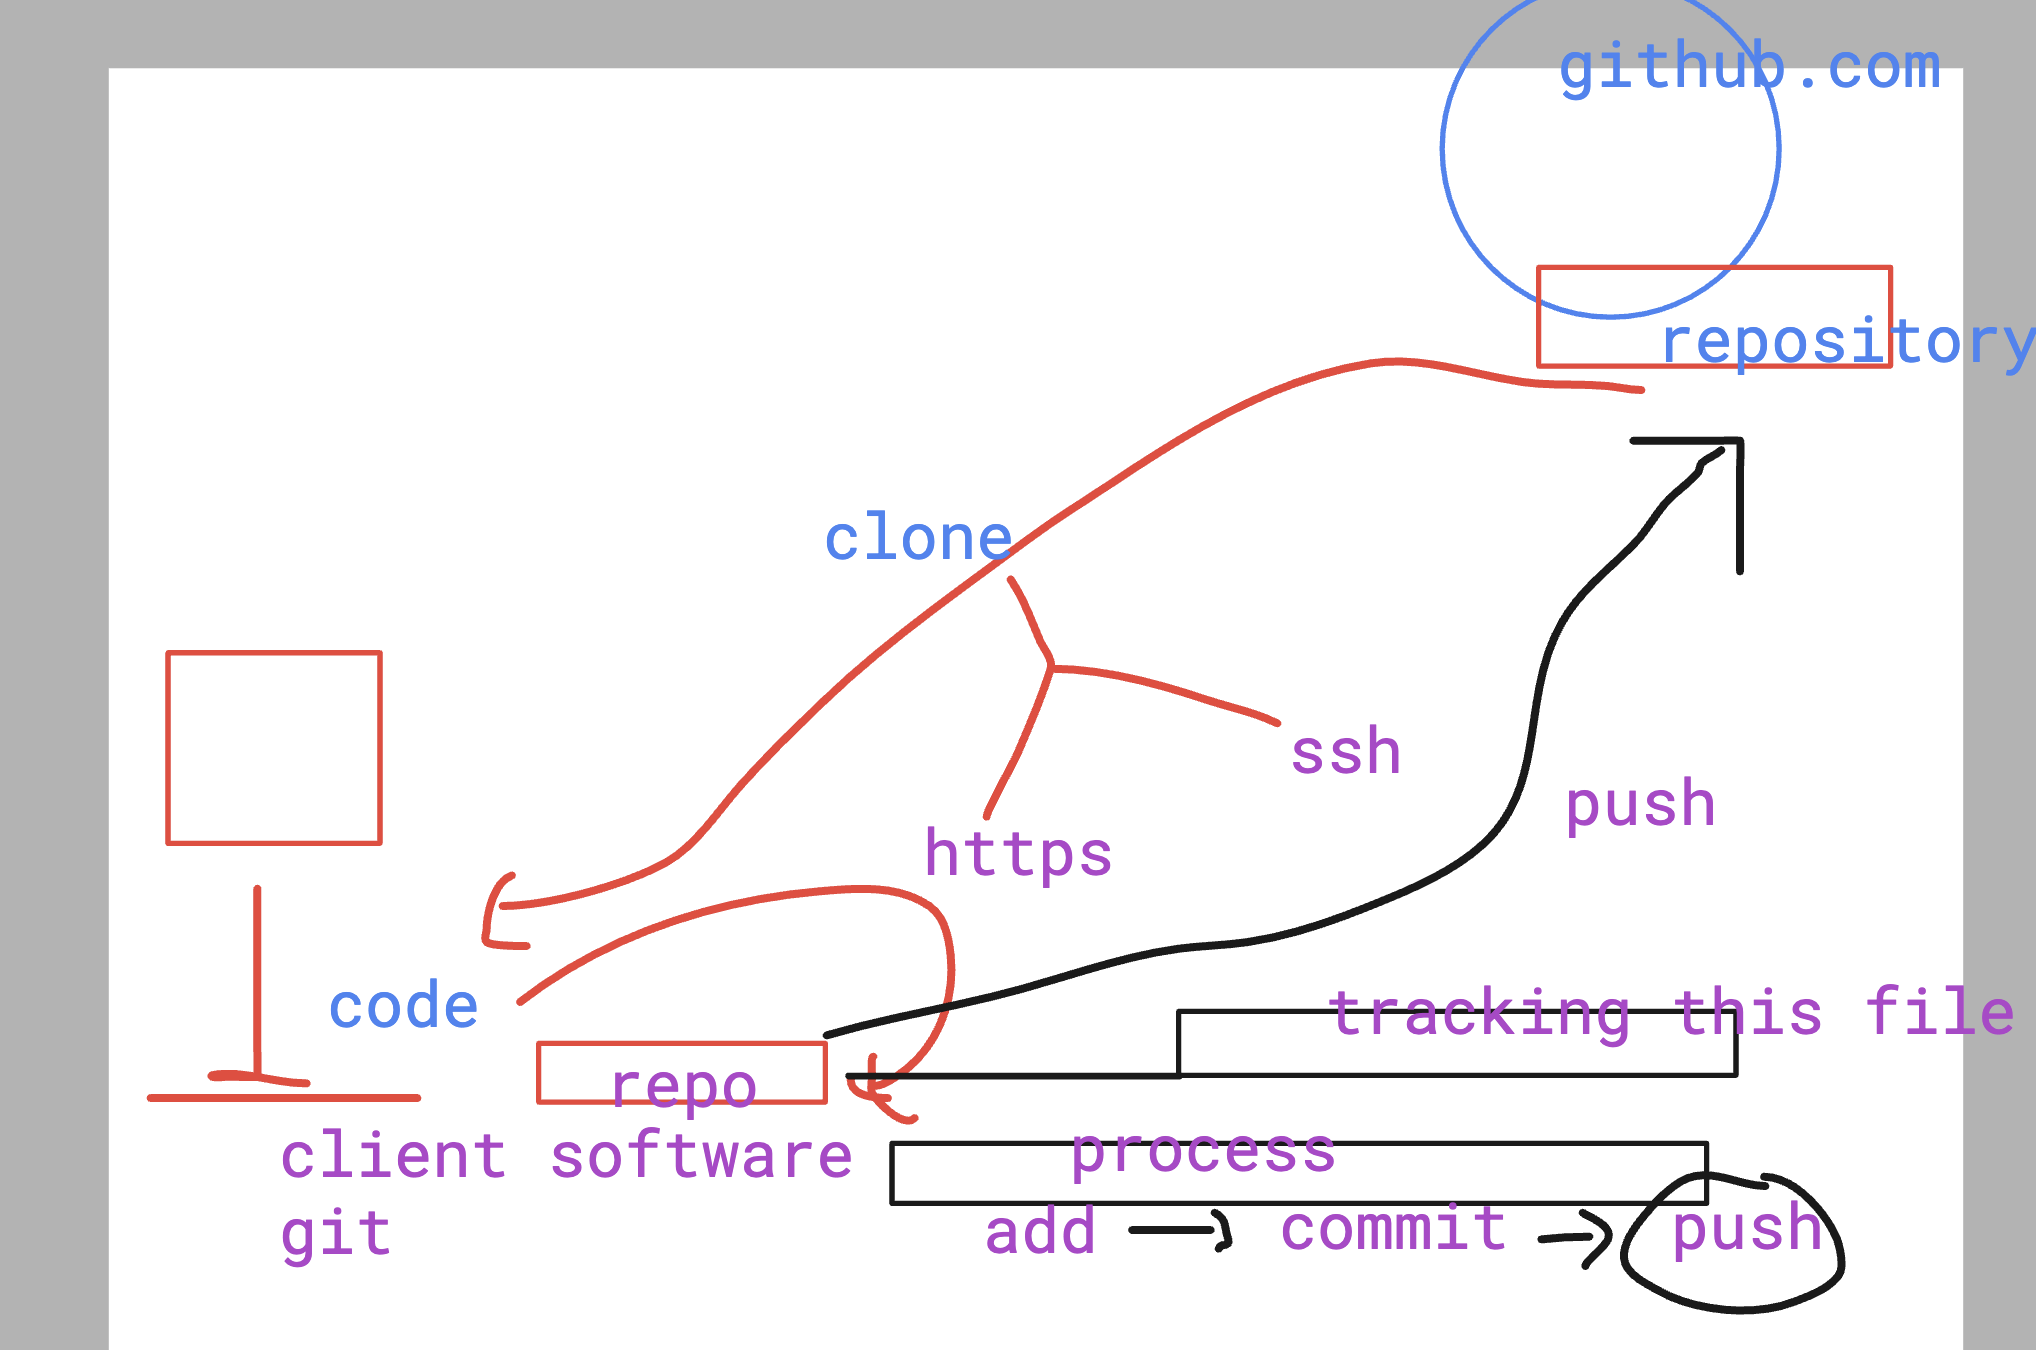 github.com
repository
clone
ssh
https
push
code
tracking this file
repo
client software
git
process
add commit push